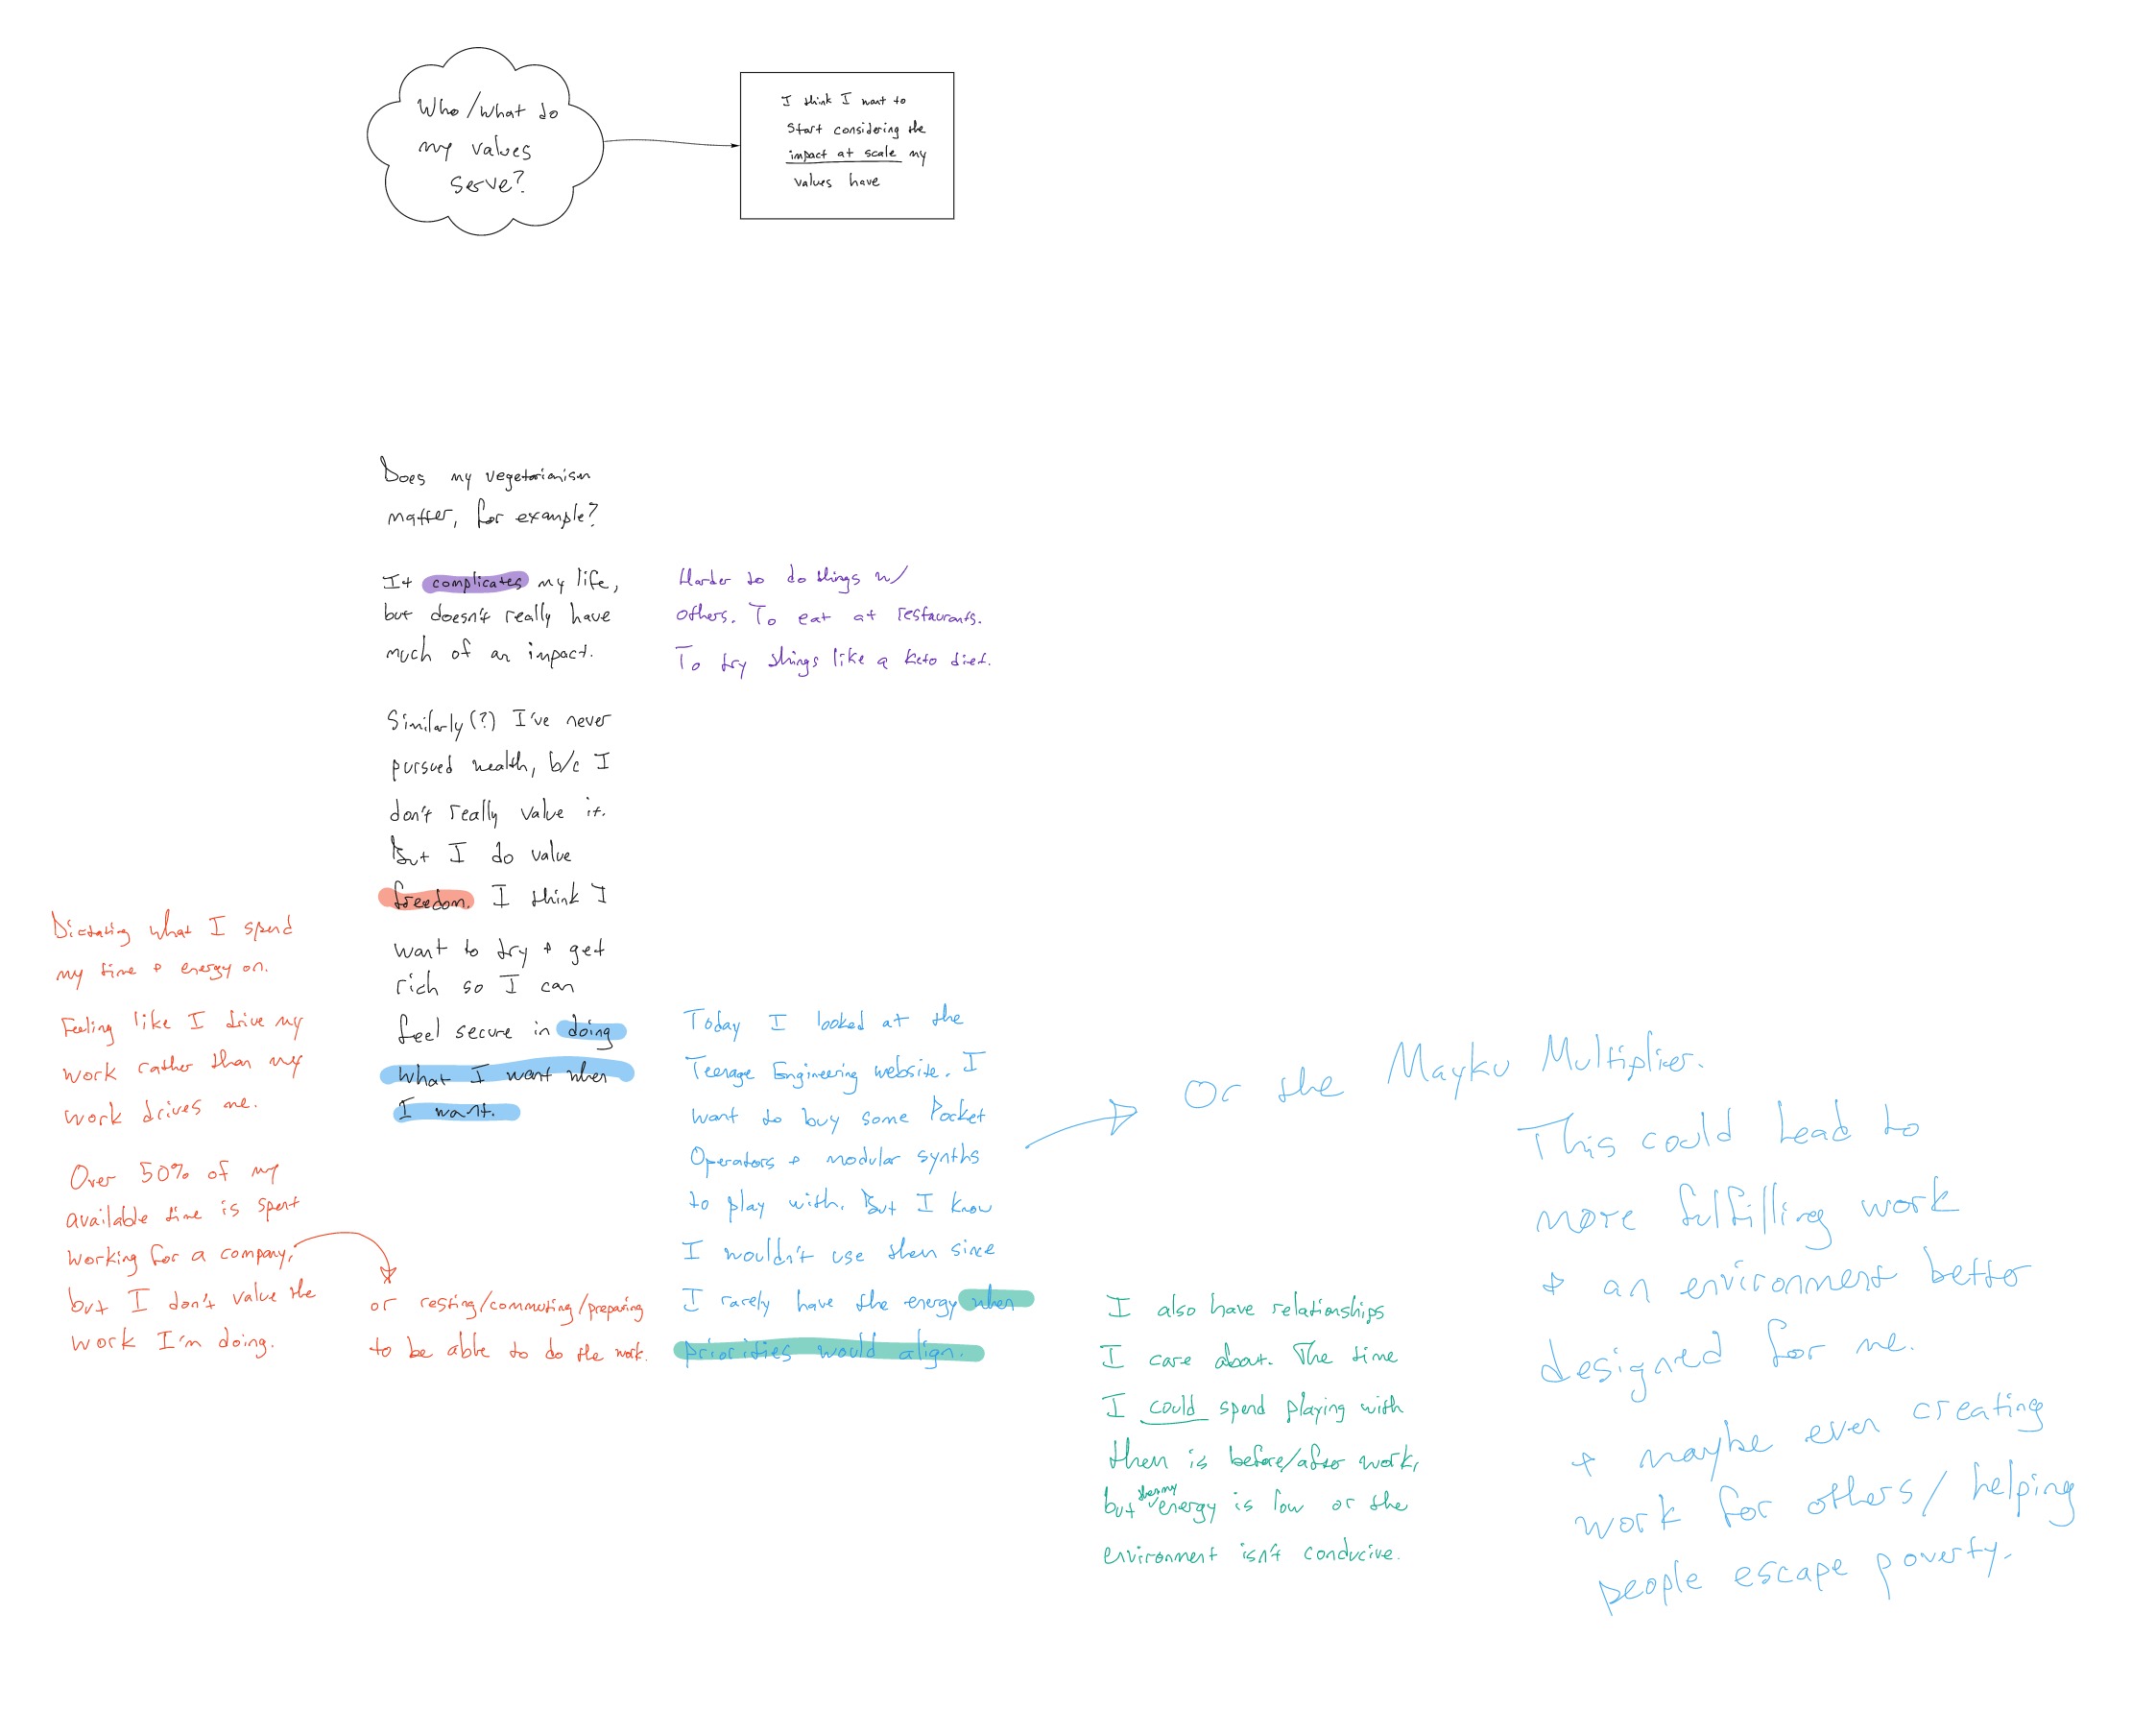 Who/what do
my values
serve?
I think I want to
start considering the
impact at scale my
values have
Does my vegetarianism
matter, for example?
It complicates my life,
but doesn't really have
much of an impact.
Harder to do things w/
others. To eat at restaurants.
To try things like a keto diet.
Similarly(?) I've never
pursued wealth, b/c I
don't really value it.
But I do value
freedom. I think I
want to try + get
rich so I can
feel secure in doing
what I want when
I want.
Dictating what I spend
my time + energy on.
Feeling like I drive my
work rather than my
work drives me.
Over 50% of my
available time is spent
working for a company,
but I don't value the
work I'm doing.
or resting/commuting/preparing
to be able to do the work.
Today I looked at the
Teenage Engineering website. I
want to buy some Pocket
Operators + modular synths
to play with. But I know
I wouldn't use them since
I rarely have the energy when
priorities would align.
I also have relationships
I care about. The time
I could spend playing with
them is before/after work,
but then my energy is low or the
environment isn't conducive.
Or the Mayku Multiplier.
This could lead to
more fulfilling work
+ an environment better
designed for me.
+ maybe even creating
work for others/helping
people escape poverty.